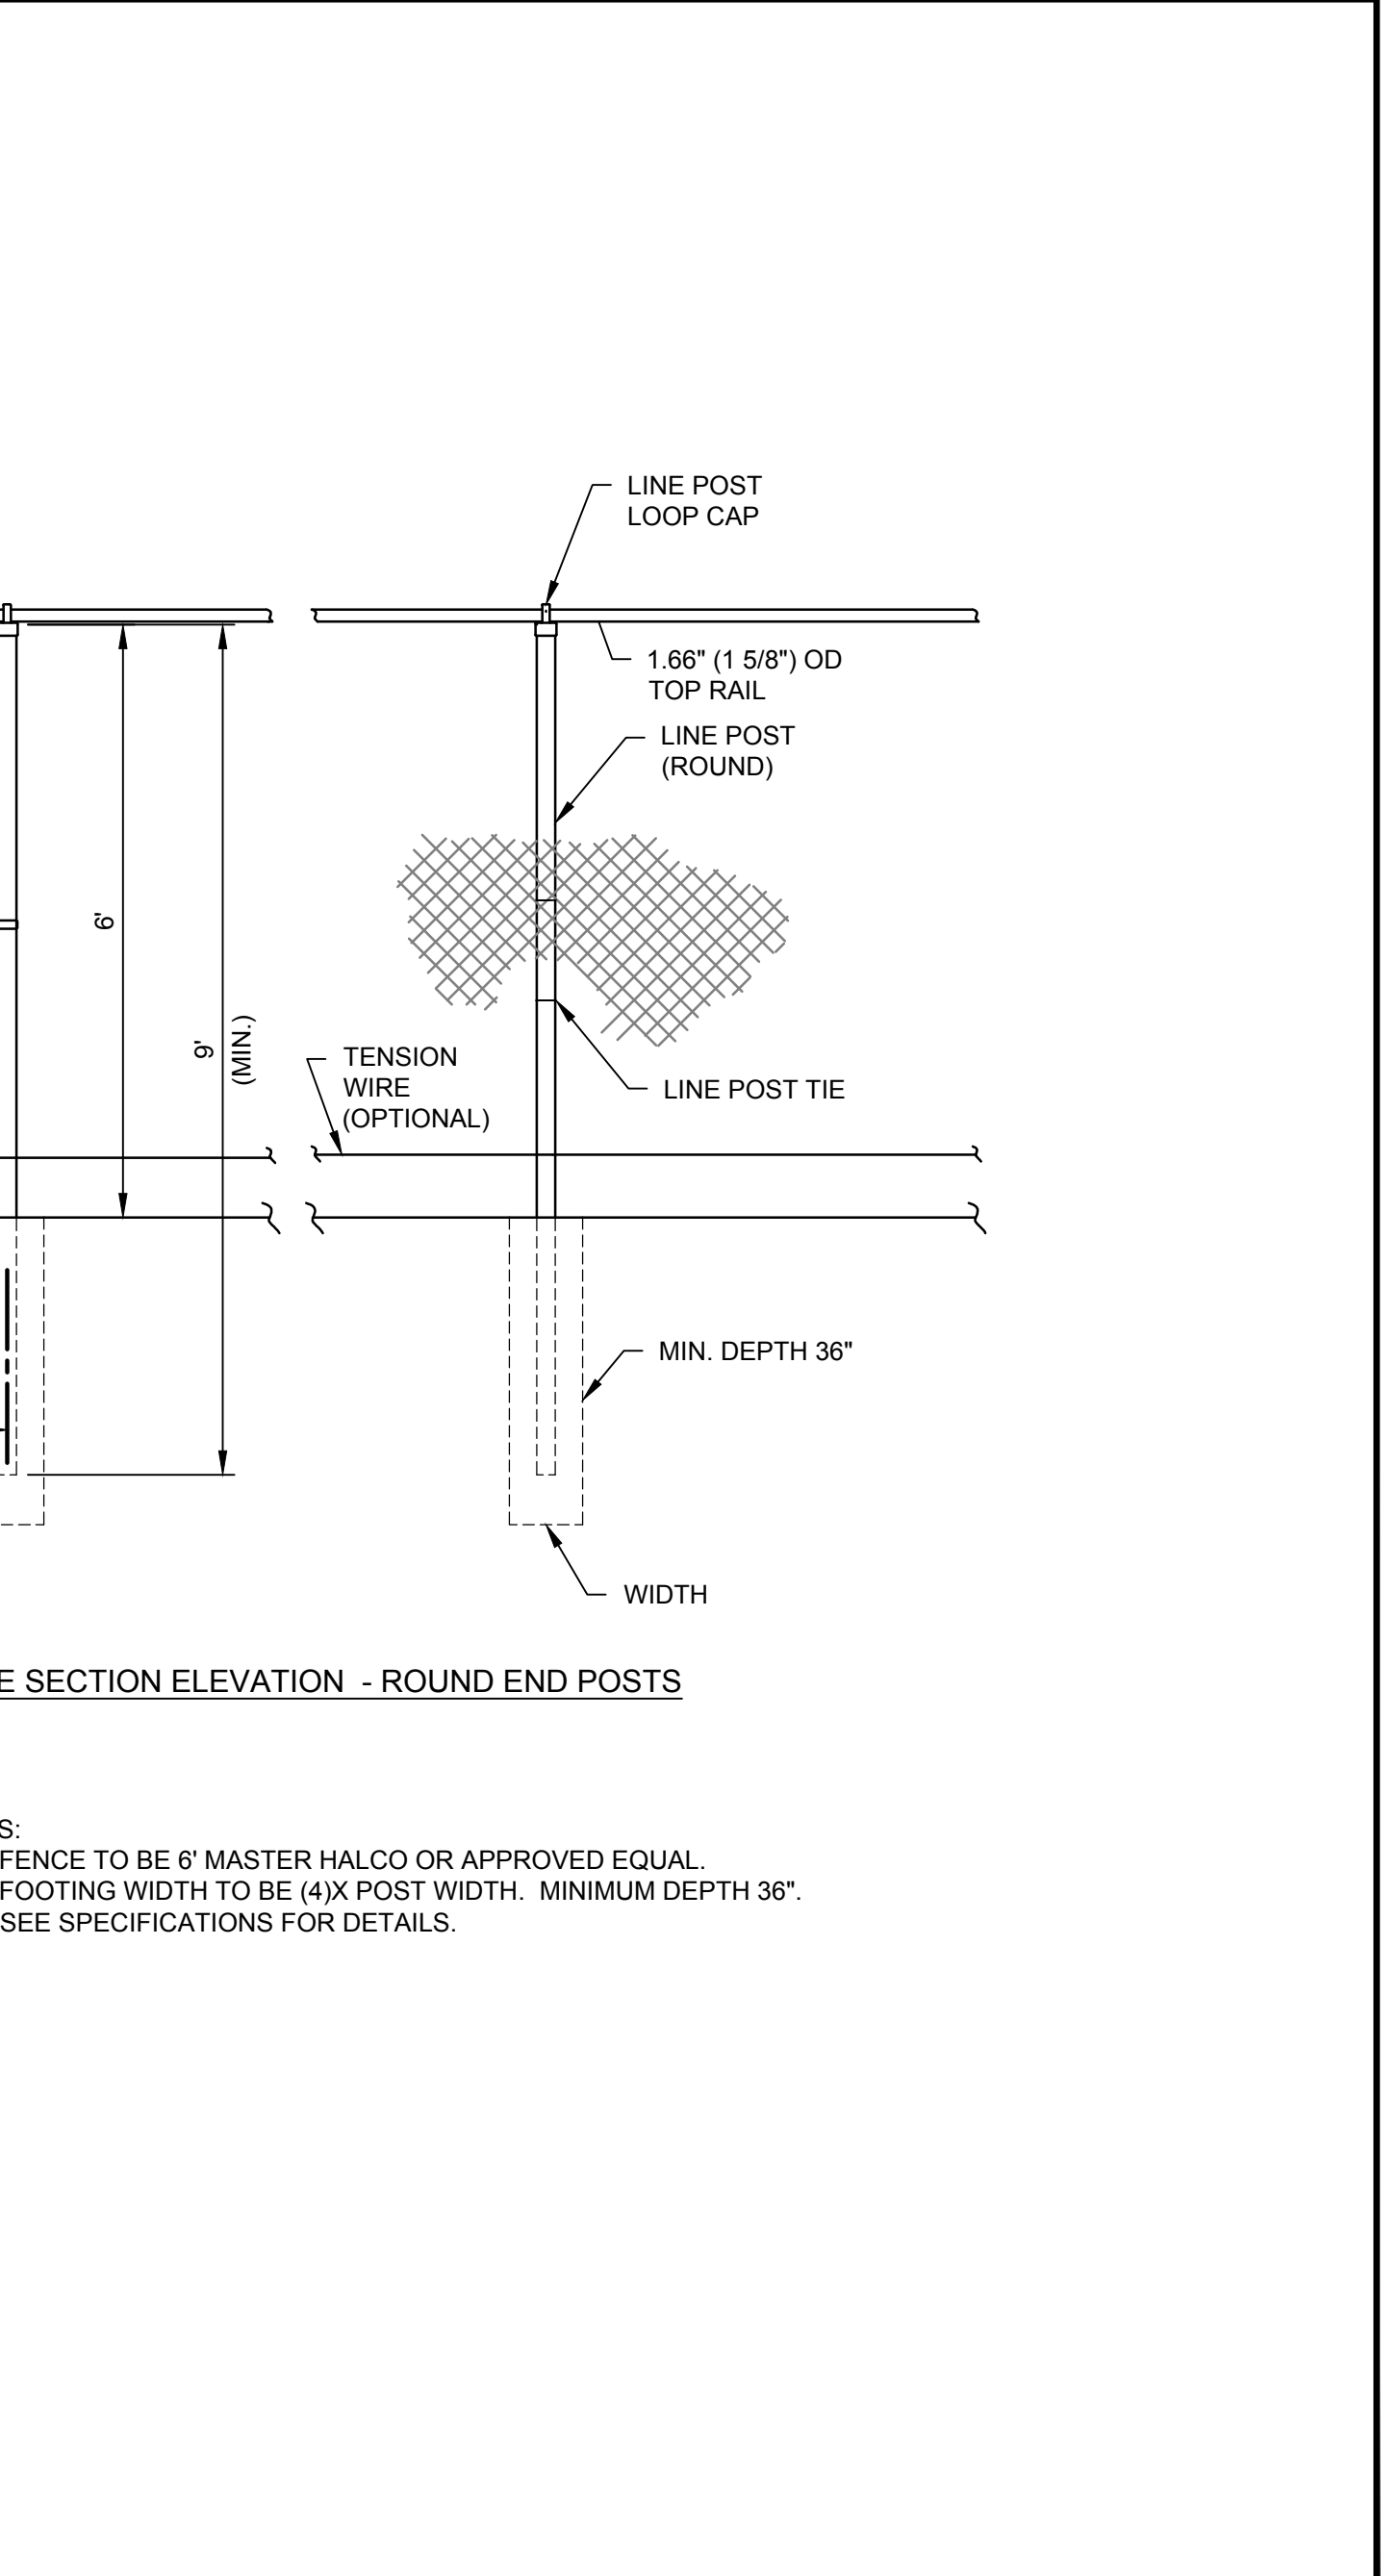 LINE POST
LOOP CAP
1.66" (1 5/8") OD
TOP RAIL
LINE POST
(ROUND)
6'
9'
(MIN.)
TENSION
WIRE
(OPTIONAL)
LINE POST TIE
MIN. DEPTH 36"
WIDTH
E SECTION ELEVATION - ROUND END POSTS
S:
FENCE TO BE 6' MASTER HALCO OR APPROVED EQUAL.
FOOTING WIDTH TO BE (4)X POST WIDTH. MINIMUM DEPTH 36".
SEE SPECIFICATIONS FOR DETAILS.